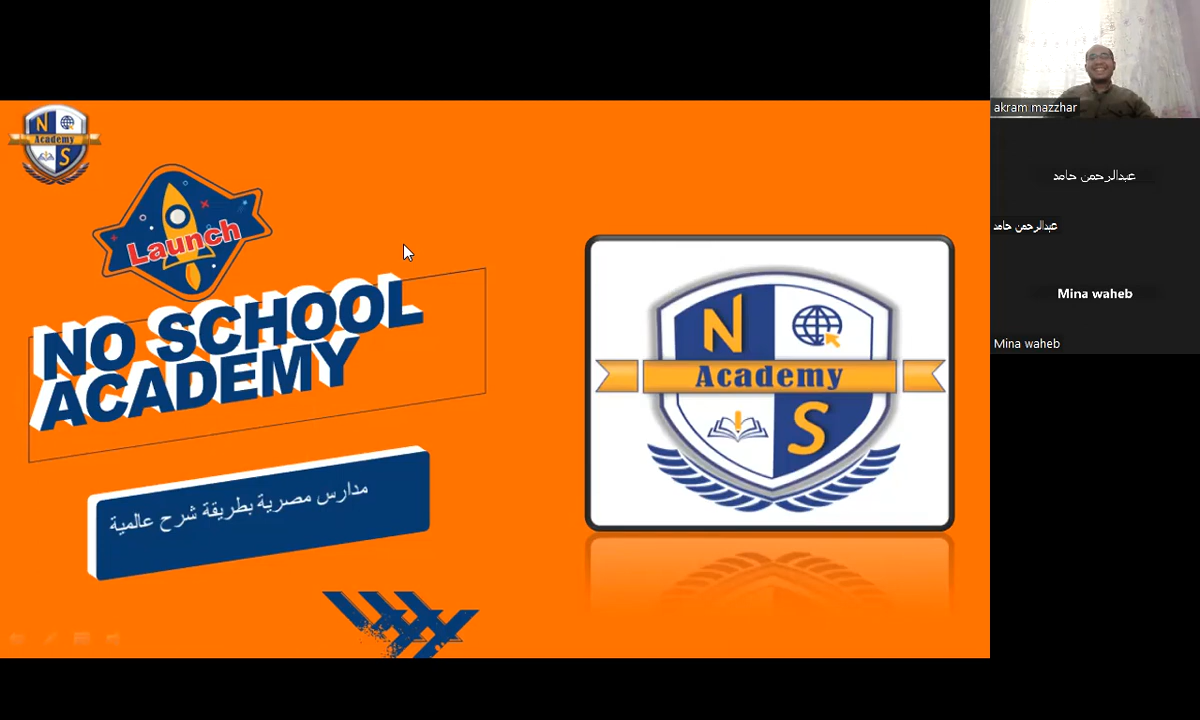 N
Academy
S
Launch
NO SCHOOL
ACADEMY
مدارس مصرية بطريقة شرح عالمية
N
Academy
S
akram mazzhar
عبدالرحمن حامد
عبدالرحمن حامد
Mina waheb
Mina waheb